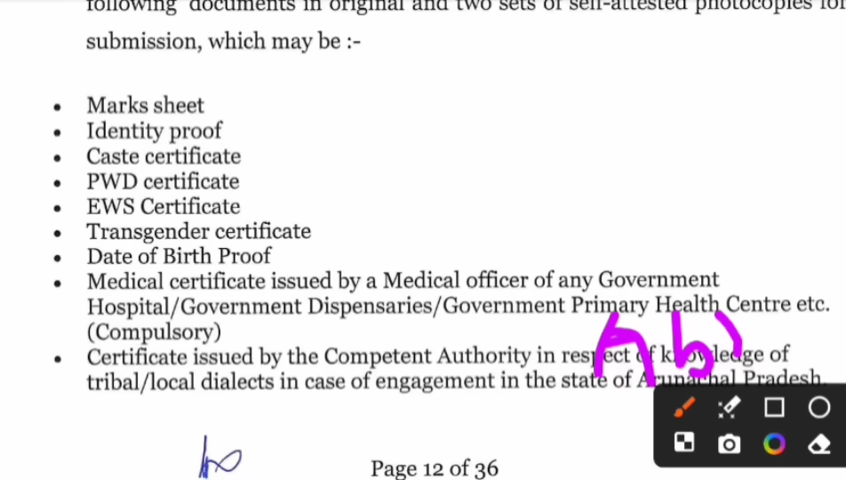 following documents in original and two sets of self-attested photocopies for
submission, which may be :-
• Marks sheet
• Identity proof
• Caste certificate
• PWD certificate
• EWS Certificate
• Transgender certificate
• Date of Birth Proof
• Medical certificate issued by a Medical officer of any Government
Hospital/Government Dispensaries/Government Primary Health Centre etc.
(Compulsory)
• Certificate issued by the Competent Authority in respect of knowledge of
tribal/local dialects in case of engagement in the state of Arunachal Pradesh.
Page 12 of 36